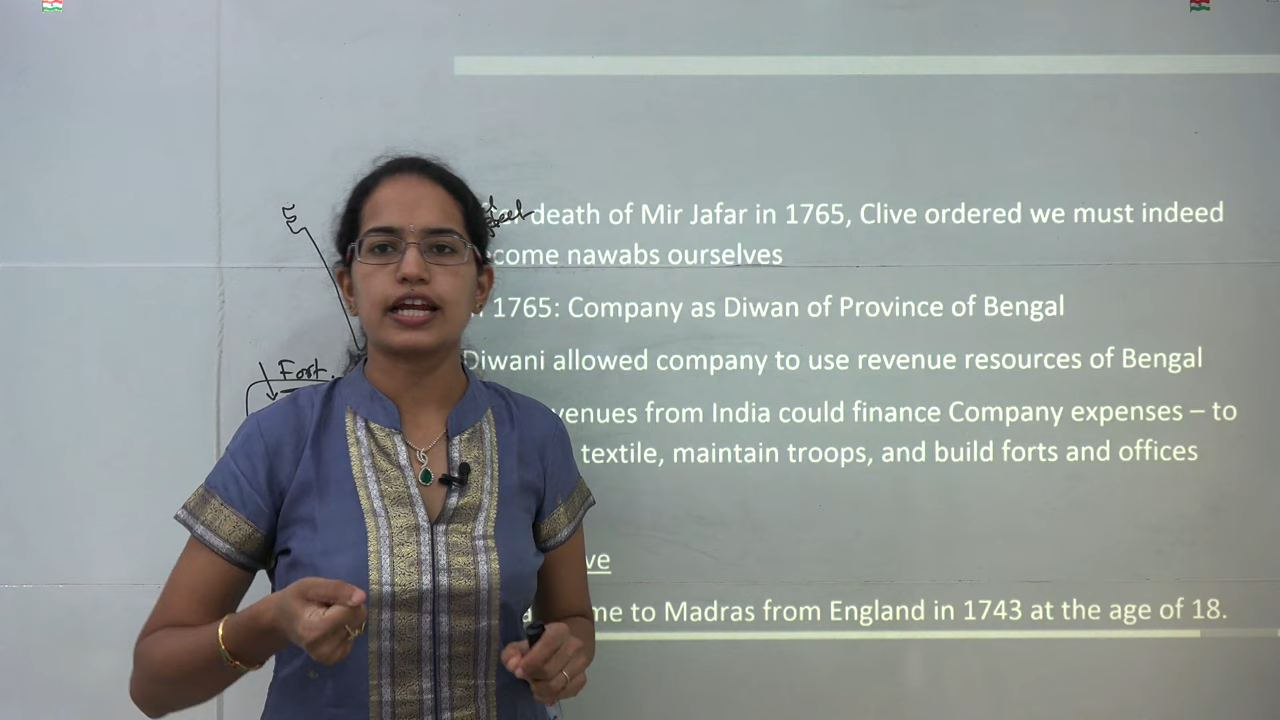 death of Mir Jafar in 1765, Clive ordered we must indeed
come nawabs ourselves
1765: Company as Diwan of Province of Bengal
Fort.
Diwani allowed company to use revenue resources of Bengal
venues from India could finance Company expenses – to
textile, maintain troops, and build forts and offices
ve
me to Madras from England in 1743 at the age of 18.